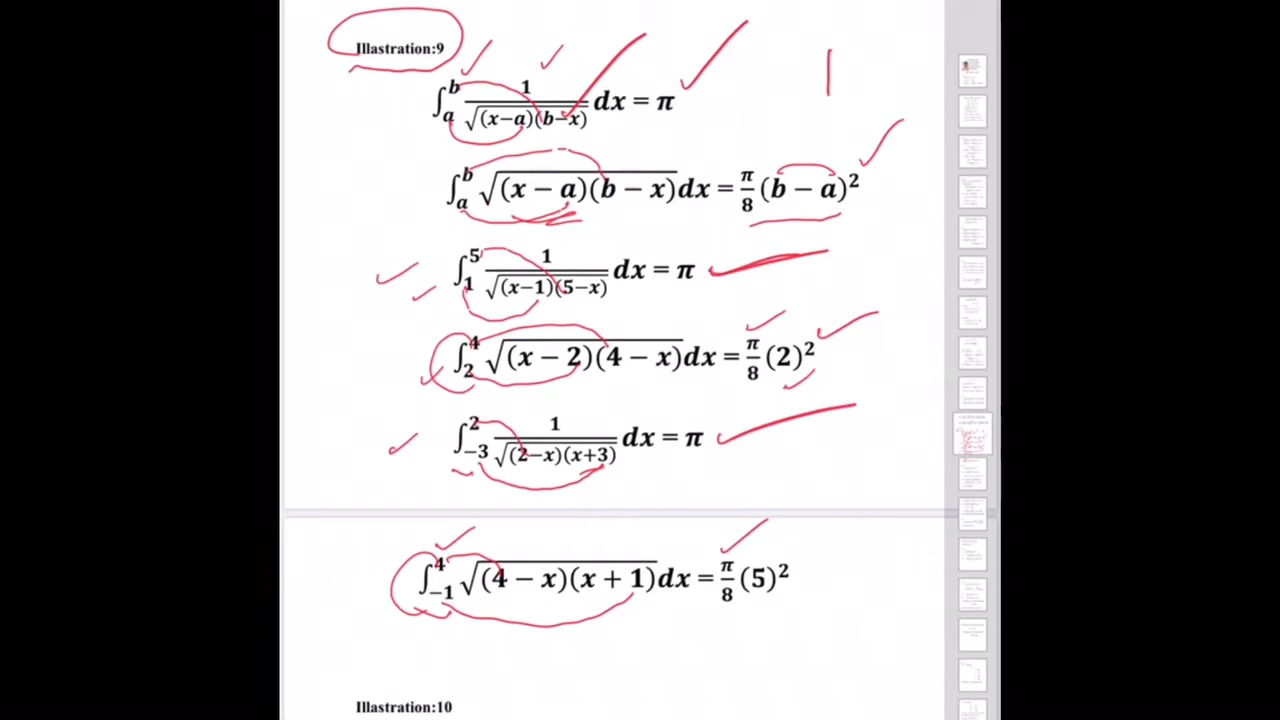 Illastration:9
∫_a^b 1/√((x−a)(b−x)) dx = π
∫_a^b √((x − a)(b − x))dx = π/8 (b − a)²
∫_1^5 1/√((x−1)(5−x)) dx = π
∫_2^4 √((x − 2)(4 − x))dx = π/8 (2)²
∫_−3^2 1/√((2−x)(x+3)) dx = π
∫_−1^4 √((4 − x)(x + 1))dx = π/8 (5)²
Illustration:10